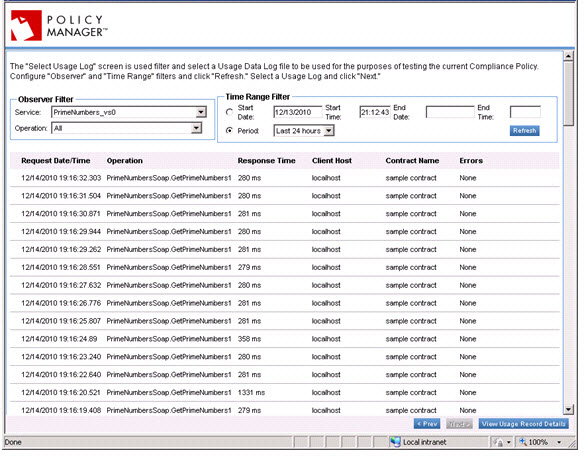 POLICY
MANAGER™
The "Select Usage Log" screen is used filter and select a Usage Data Log file to be used for the purposes of testing the current Compliance Policy.
Configure "Observer" and "Time Range" filters and click "Refresh." Select a Usage Log and click "Next."
Observer Filter
Service: PrimeNumbers_vs0
Operation: All
Time Range Filter
Start Date: 12/13/2010 Start Time: 21:12:43 End Date: End Time:
Period: Last 24 hours
Refresh
Request Date/Time Operation Response Time Client Host Contract Name Errors
12/14/2010 19:16:32.303 PrimeNumbersSoap.GetPrimeNumbers1 280 ms localhost sample contract None
12/14/2010 19:16:31.504 PrimeNumbersSoap.GetPrimeNumbers1 280 ms localhost sample contract None
12/14/2010 19:16:30.871 PrimeNumbersSoap.GetPrimeNumbers1 281 ms localhost sample contract None
12/14/2010 19:16:29.944 PrimeNumbersSoap.GetPrimeNumbers1 280 ms localhost sample contract None
12/14/2010 19:16:29.262 PrimeNumbersSoap.GetPrimeNumbers1 281 ms localhost sample contract None
12/14/2010 19:16:28.551 PrimeNumbersSoap.GetPrimeNumbers1 279 ms localhost sample contract None
12/14/2010 19:16:27.632 PrimeNumbersSoap.GetPrimeNumbers1 280 ms localhost sample contract None
12/14/2010 19:16:26.776 PrimeNumbersSoap.GetPrimeNumbers1 281 ms localhost sample contract None
12/14/2010 19:16:25.807 PrimeNumbersSoap.GetPrimeNumbers1 281 ms localhost sample contract None
12/14/2010 19:16:24.89 PrimeNumbersSoap.GetPrimeNumbers1 358 ms localhost sample contract None
12/14/2010 19:16:23.240 PrimeNumbersSoap.GetPrimeNumbers1 280 ms localhost sample contract None
12/14/2010 19:16:22.640 PrimeNumbersSoap.GetPrimeNumbers1 281 ms localhost sample contract None
12/14/2010 19:16:20.521 PrimeNumbersSoap.GetPrimeNumbers1 1331 ms localhost sample contract None
12/14/2010 19:16:19.408 PrimeNumbersSoap.GetPrimeNumbers1 279 ms localhost sample contract None
< Prev View Usage Record Details
Done Local intranet 100%